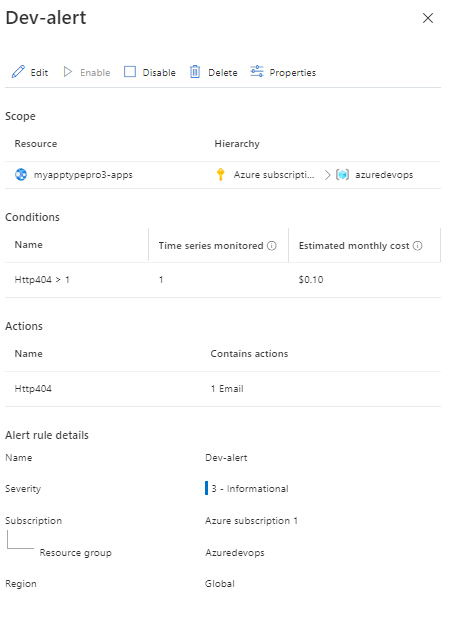 Dev-alert
Edit Enable Disable Delete Properties
Scope
Resource Hierarchy
myapptypepro3-apps Azure subscripti... > azuredevops
Conditions
Name Time series monitored Estimated monthly cost
Http404 > 1 1 $0.10
Actions
Name Contains actions
Http404 1 Email
Alert rule details
Name Dev-alert
Severity 3 - Informational
Subscription Azure subscription 1
Resource group Azuredevops
Region Global